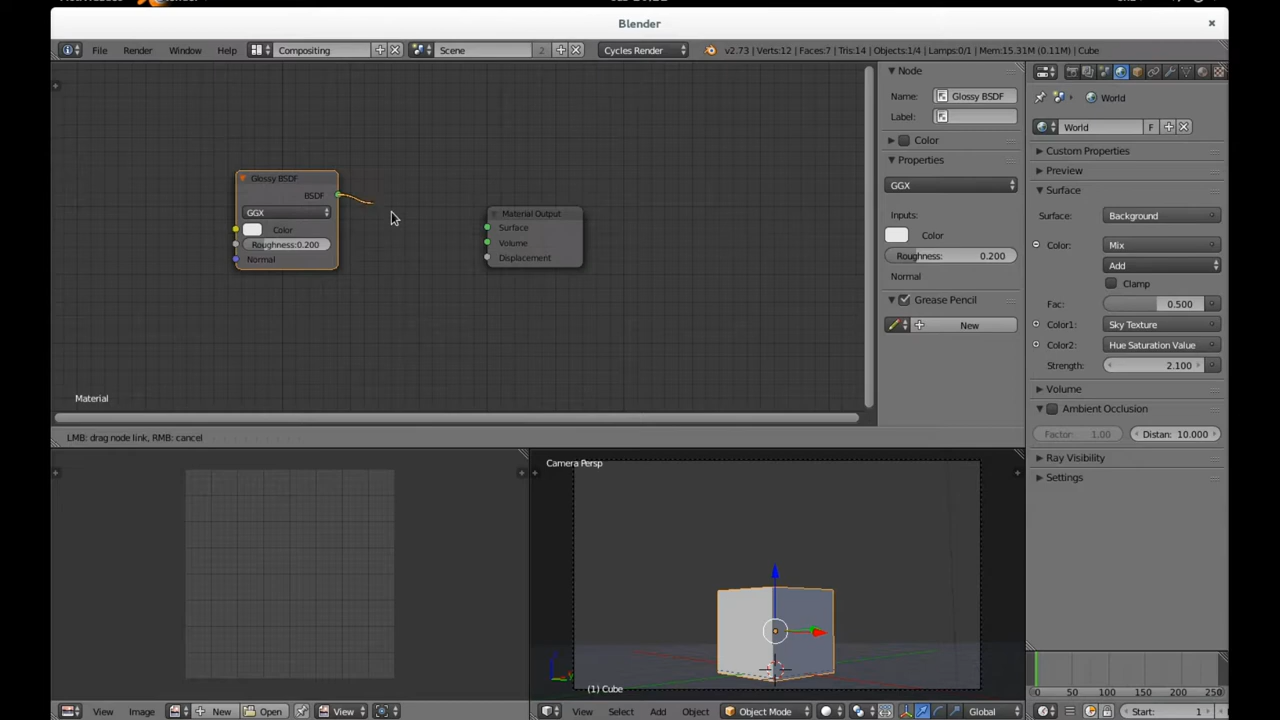 Blender
File Render Window Help Compositing Scene 2 Cycles Render v2.73 | Verts:12 | Faces:7 | Tris:14 | Objects:1/4 | Lamps:0/1 | Mem:15.31M (0.11M) | Cube
Glossy BSDF
BSDF
GGX
Color
Roughness:0.200
Normal
Material Output
Surface
Volume
Displacement
Material
Node
Name: Glossy BSDF
Label:
Color
Properties
GGX
Inputs:
Color
Roughness: 0.200
Normal
Grease Pencil
New
World
World F
Custom Properties
Preview
Surface
Surface: Background
Color: Mix
Add
Clamp
Fac: 0.500
Color1: Sky Texture
Color2: Hue Saturation Value
Strength: 2.100
Volume
Ambient Occlusion
Factor: 1.00 Distan: 10.000
Ray Visibility
Settings
LMB: drag node link, RMB: cancel
Camera Persp
(1) Cube
0 50 100 150 200 250
View Image New Open View
View Select Add Object Object Mode Global
Start: 1